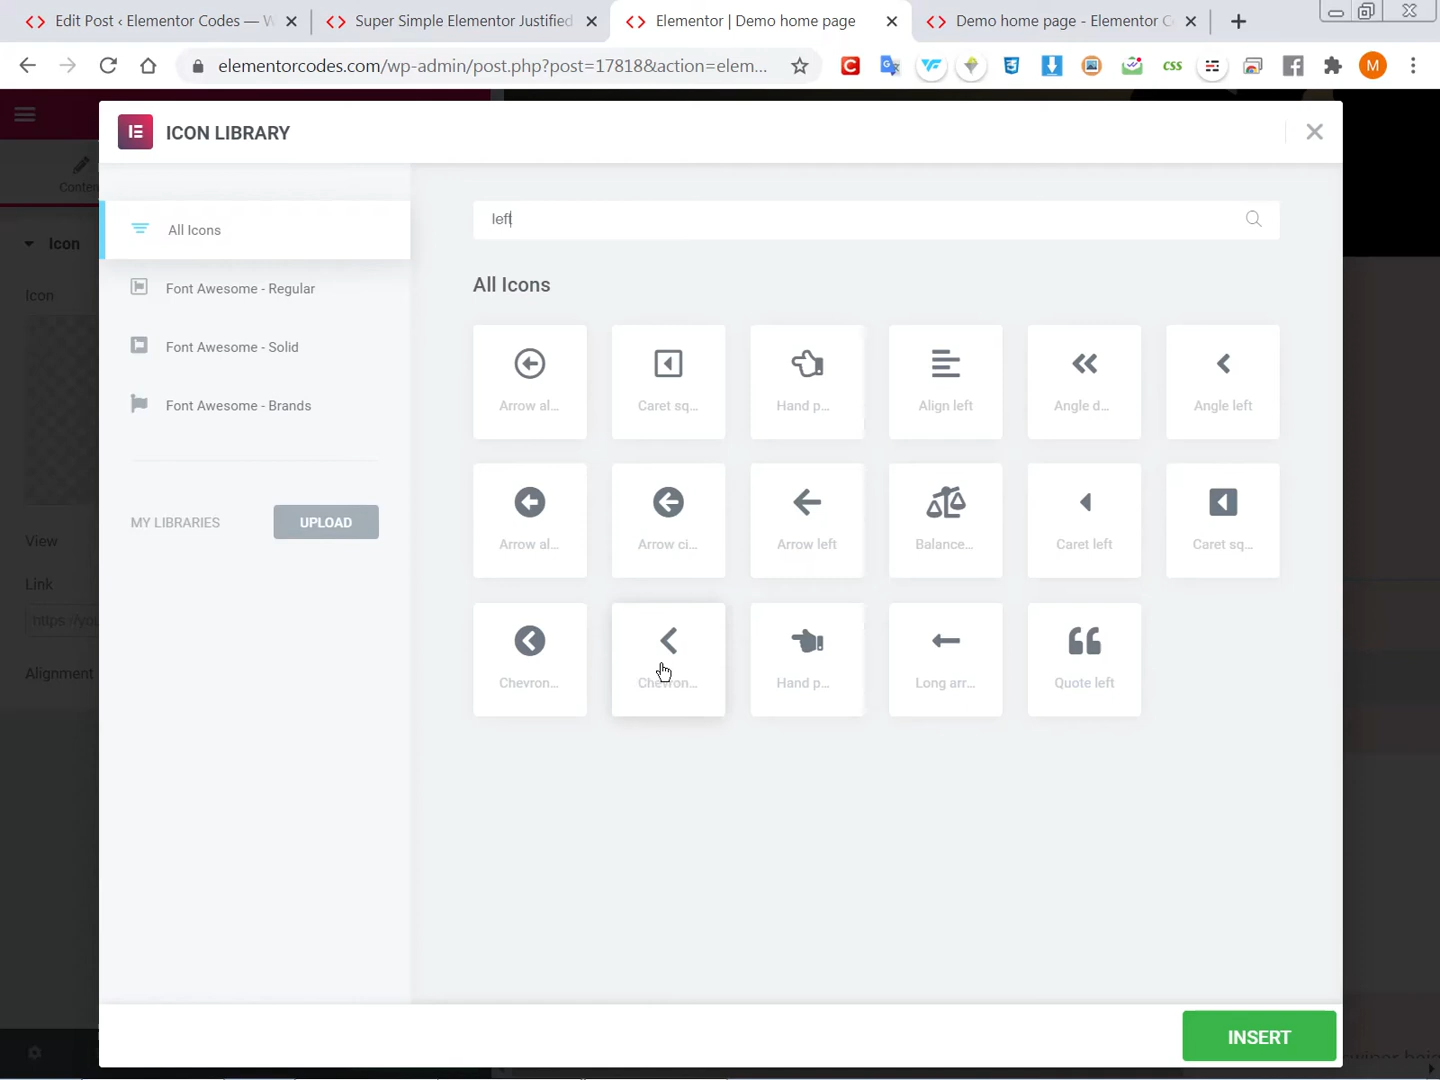 Edit Post ‹ Elementor Codes — W
Super Simple Elementor Justified
Elementor | Demo home page
Demo home page - Elementor C
elementorcodes.com/wp-admin/post.php?post=17818&action=elem...
CSS
M
ICON LIBRARY
Content
Icon
Icon
View
Link
https://you
Alignment
All Icons
Font Awesome - Regular
Font Awesome - Solid
Font Awesome - Brands
MY LIBRARIES
UPLOAD
left
All Icons
Arrow al...
Caret sq...
Hand p...
Align left
Angle d...
Angle left
Arrow al...
Arrow ci...
Arrow left
Balance...
Caret left
Caret sq...
Chevron...
Chevron...
Hand p...
Long arr...
Quote left
INSERT